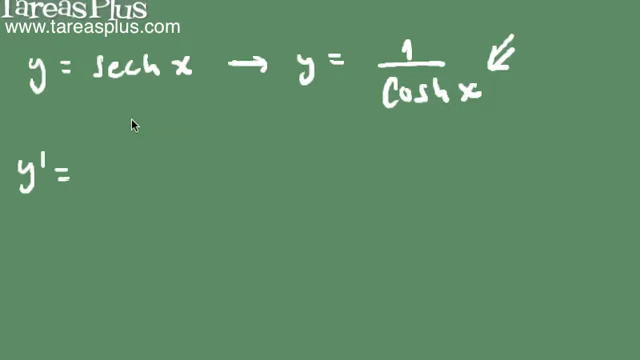 TareasPlus
www.tareasplus.com
y = sech x → y = 1 / Cosh x
y' =